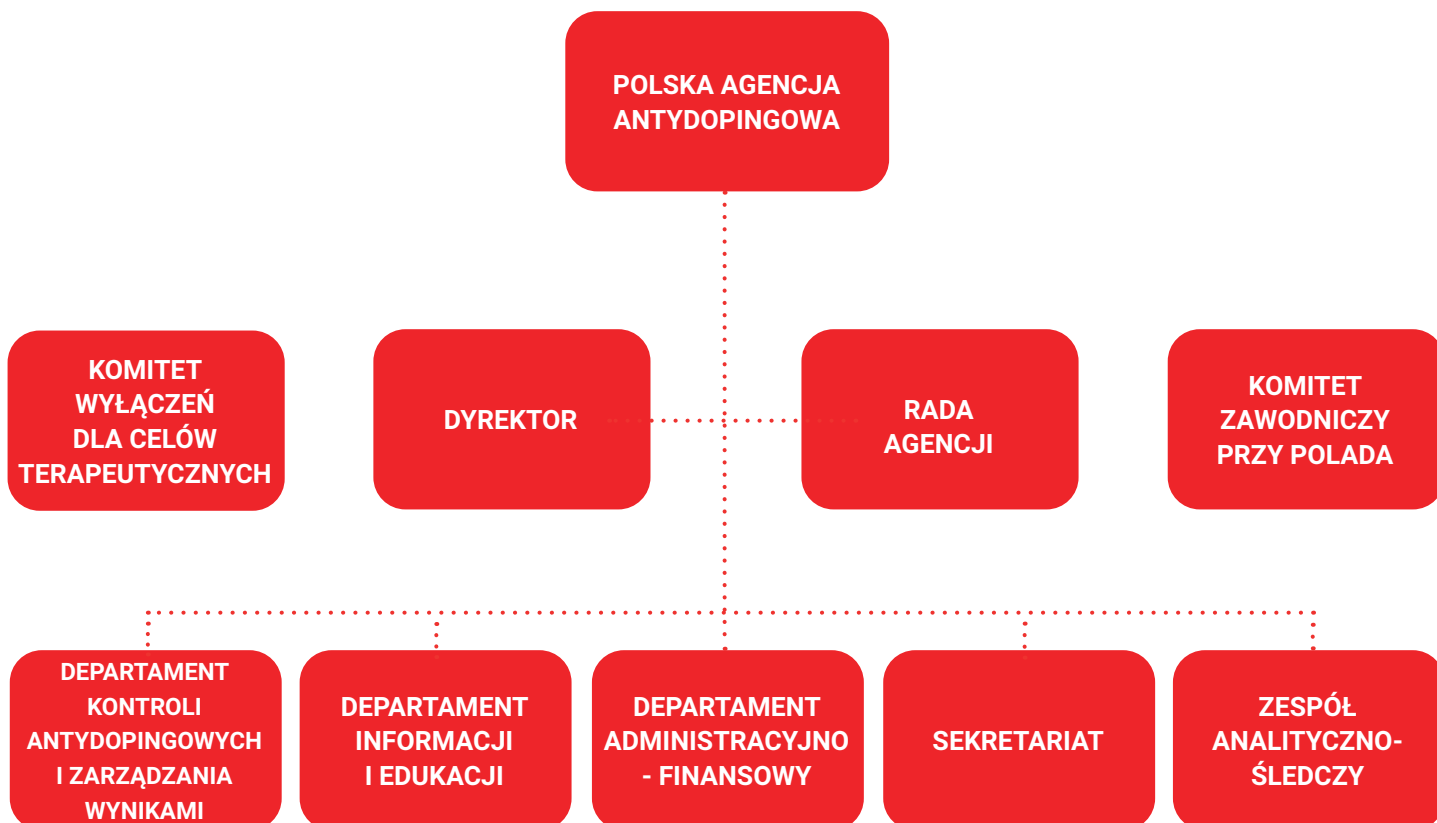 POLSKA AGENCJA
ANTYDOPINGOWA
KOMITET
WYŁĄCZEŃ
DLA CELÓW
TERAPEUTYCZNYCH
DYREKTOR
RADA
AGENCJI
KOMITET
ZAWODNICZY
PRZY POLADA
DEPARTAMENT
KONTROLI
ANTYDOPINGOWYCH
I ZARZĄDZANIA
WYNIKAMI
DEPARTAMENT
INFORMACJI
I EDUKACJI
DEPARTAMENT
ADMINISTRACYJNO
- FINANSOWY
SEKRETARIAT
ZESPÓŁ
ANALITYCZNO-
ŚLEDCZY